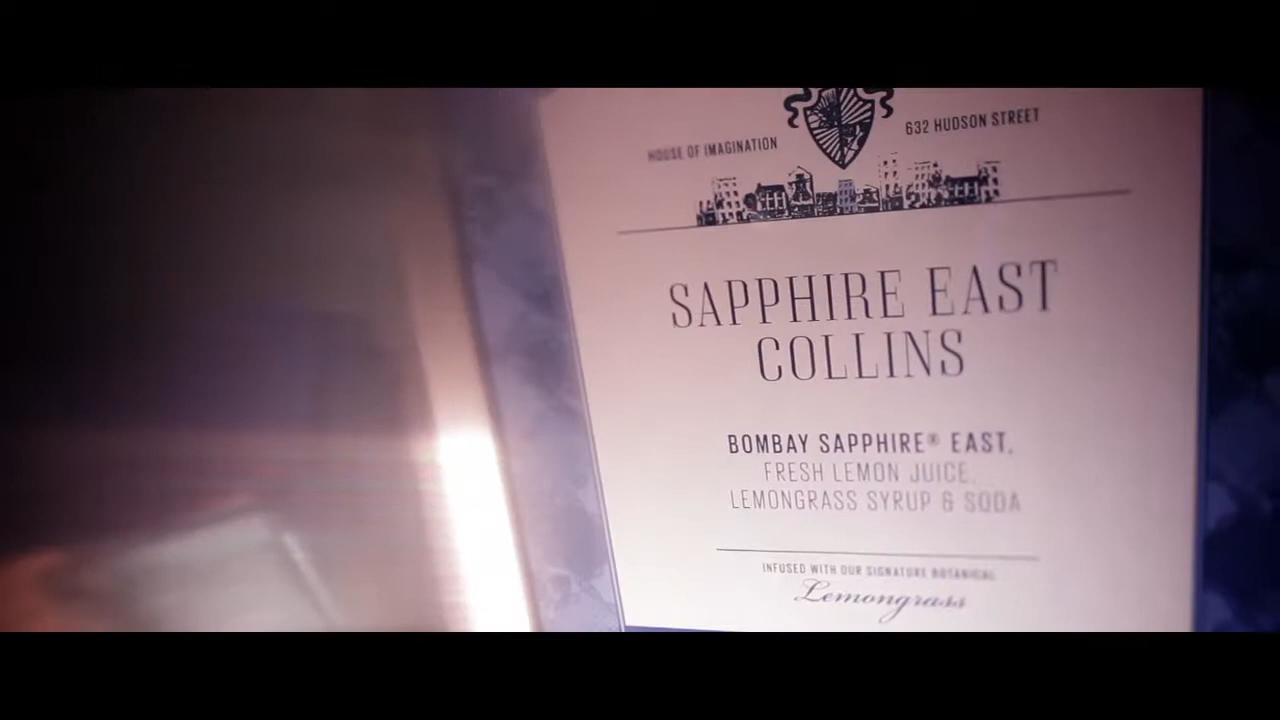 HOUSE OF IMAGINATION
632 HUDSON STREET
SAPPHIRE EAST
COLLINS
BOMBAY SAPPHIRE® EAST,
FRESH LEMON JUICE,
LEMONGRASS SYRUP & SODA
INFUSED WITH OUR SIGNATURE BOTANICAL
Lemongrass